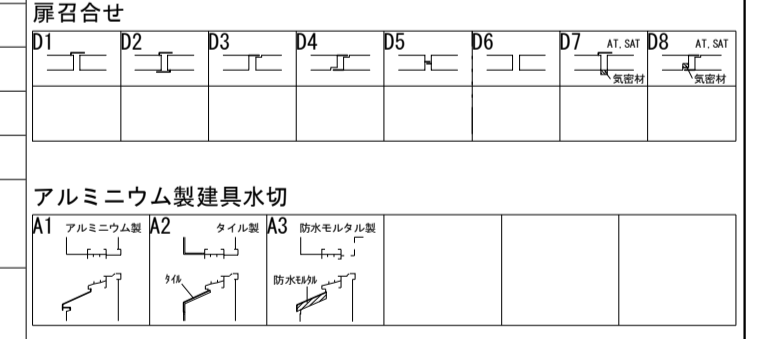 扉召合せ
D1 D2 D3 D4 D5 D6 D7 AT, SAT D8 AT, SAT
気密材 気密材
アルミニウム製建具水切
A1 アルミニウム製 A2 タイル製 A3 防水モルタル製
タイル 防水モルタル